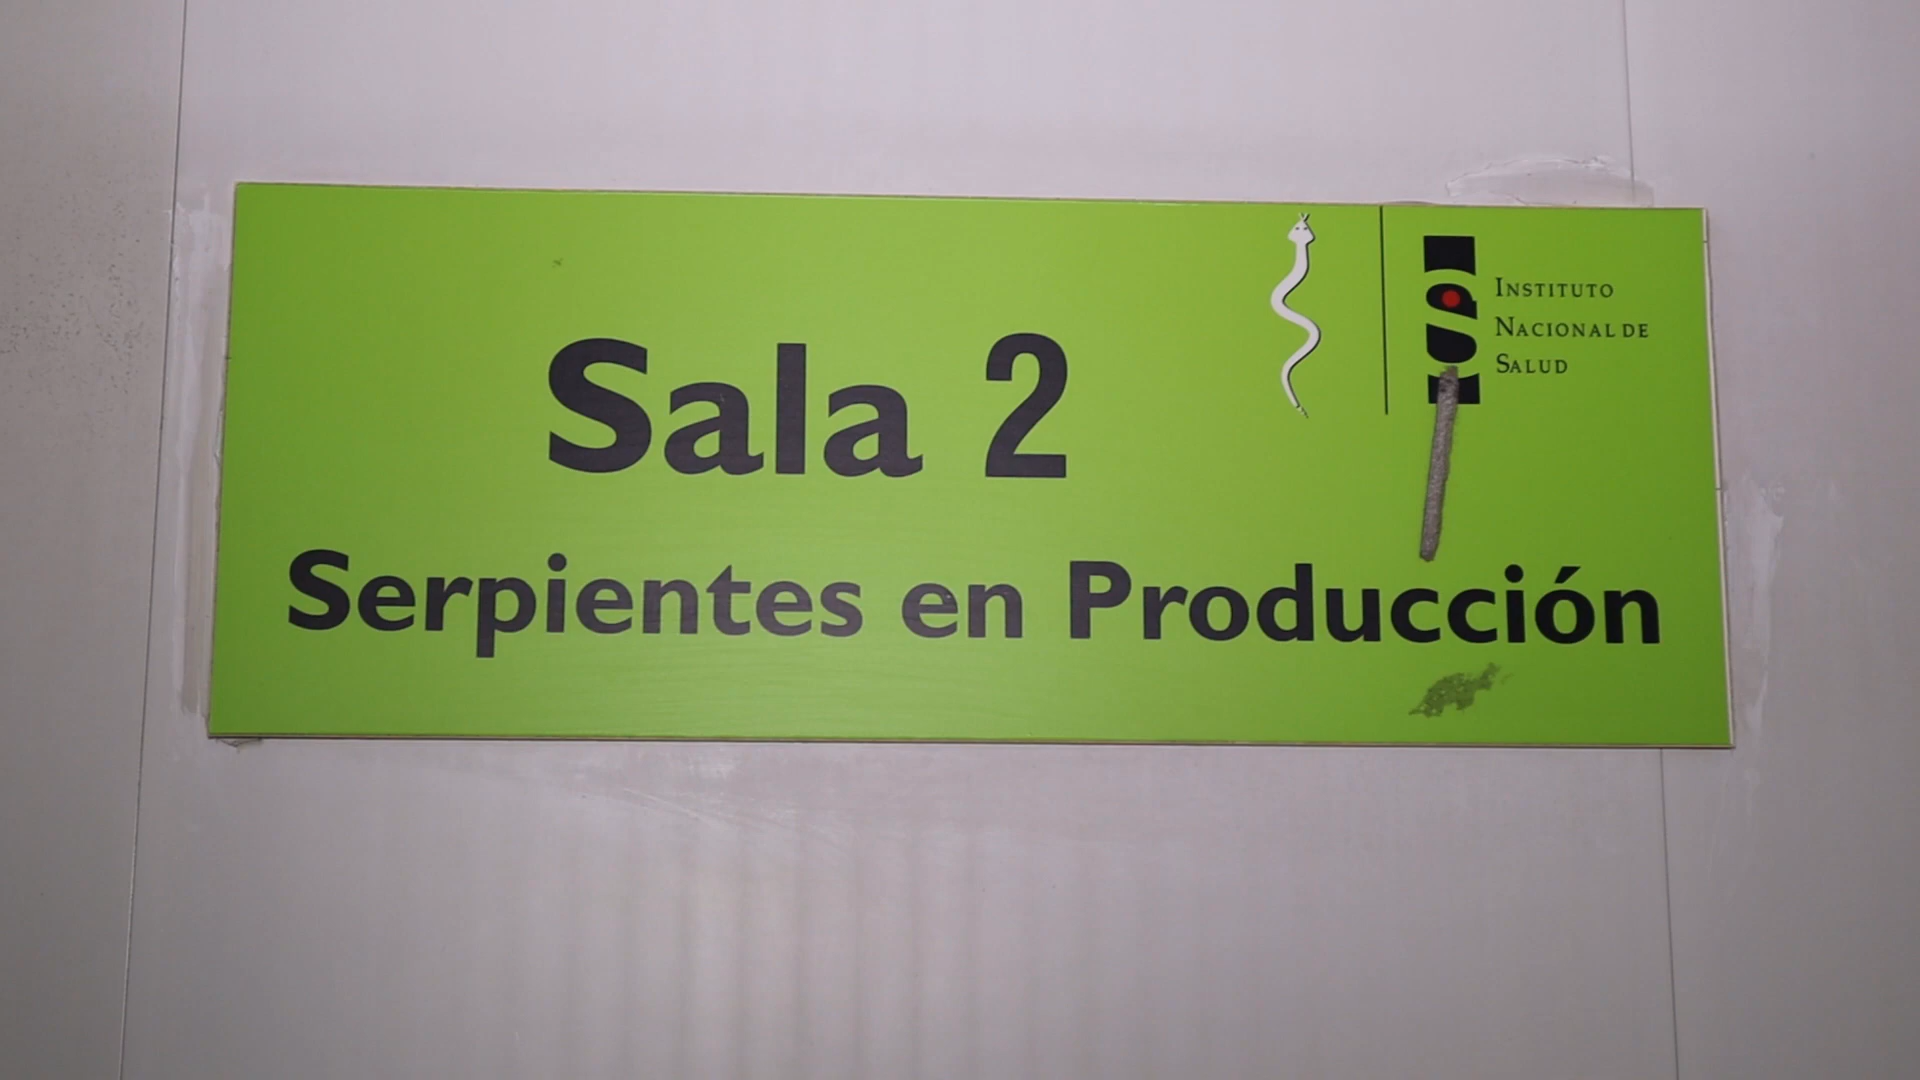 Sala 2
Serpientes en Producción
INSTITUTO
NACIONAL DE
SALUD